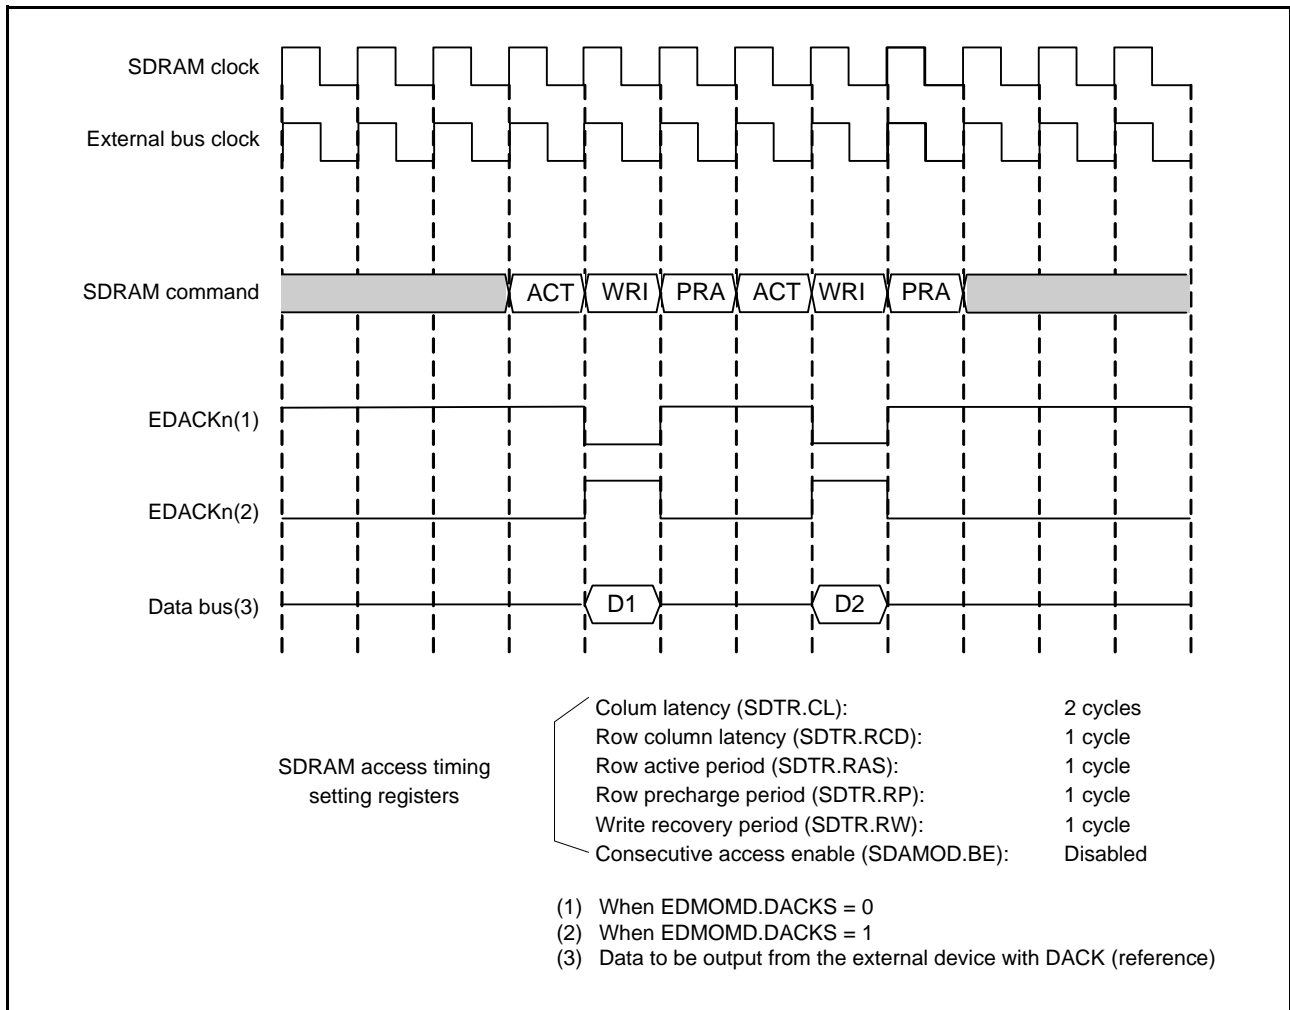 SDRAM clock
External bus clock
SDRAM command
ACT WRI PRA ACT WRI PRA
EDACKn(1)
EDACKn(2)
Data bus(3)
D1 D2
SDRAM access timing
setting registers
Colum latency (SDTR.CL): 2 cycles
Row column latency (SDTR.RCD): 1 cycle
Row active period (SDTR.RAS): 1 cycle
Row precharge period (SDTR.RP): 1 cycle
Write recovery period (SDTR.RW): 1 cycle
Consecutive access enable (SDAMOD.BE): Disabled
(1) When EDMOMD.DACKS = 0
(2) When EDMOMD.DACKS = 1
(3) Data to be output from the external device with DACK (reference)